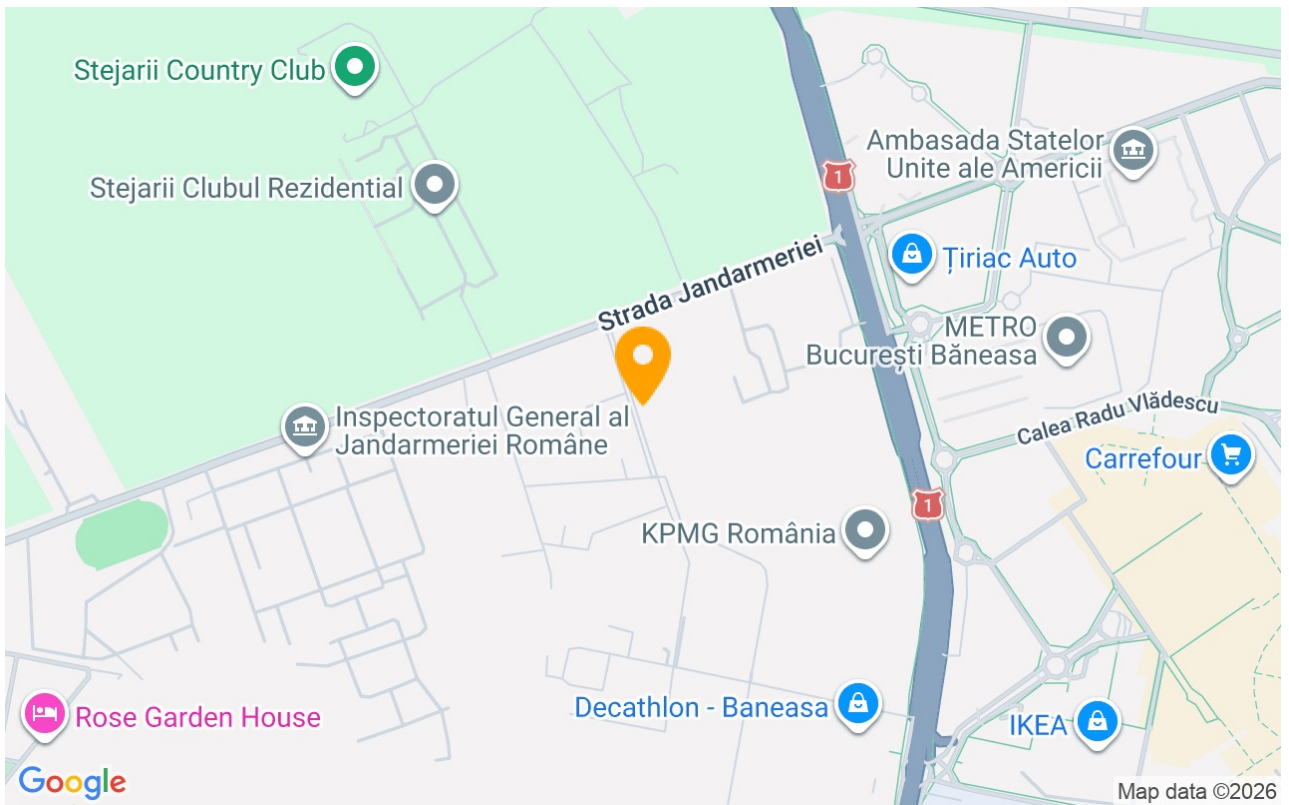 Stejarii Country Club
Ambasada Statelor
Unite ale Americii
1
Stejarii Clubul Rezidential
Strada Jandarmeriei
Țiriac Auto
METRO
București Băneasa
Calea Radu Vlădescu
Inspectoratul General al
Jandarmeriei Române
Carrefour
1
KPMG România
Decathlon - Baneasa
Rose Garden House
IKEA
Google
Map data ©2026